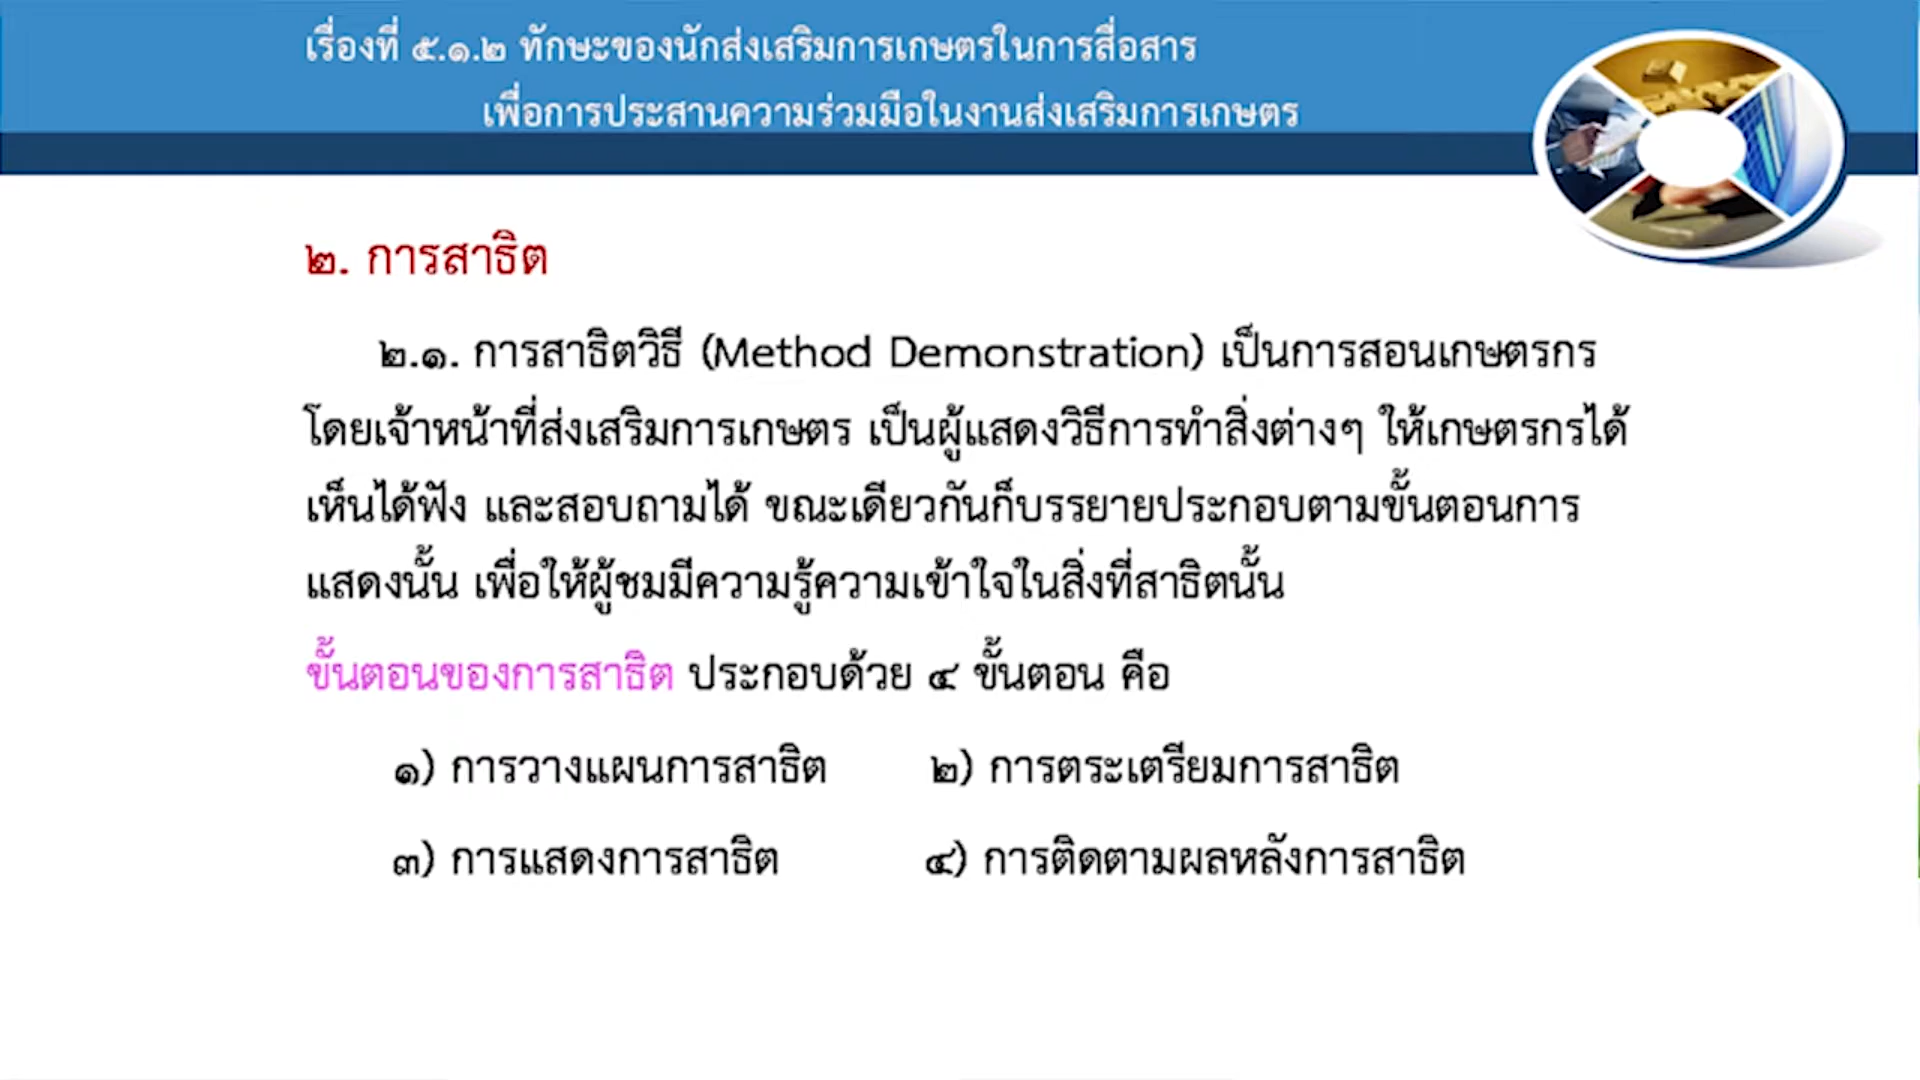 เรื่องที่ ๕.๑.๒ ทักษะของนักส่งเสริมการเกษตรในการสื่อสาร
เพื่อการประสานความร่วมมือในงานส่งเสริมการเกษตร
๒. การสาธิต
๒.๑. การสาธิตวิธี (Method Demonstration) เป็นการสอนเกษตรกร
โดยเจ้าหน้าที่ส่งเสริมการเกษตร เป็นผู้แสดงวิธีการทำสิ่งต่างๆ ให้เกษตรกรได้
เห็นได้ฟัง และสอบถามได้ ขณะเดียวกันก็บรรยายประกอบตามขั้นตอนการ
แสดงนั้น เพื่อให้ผู้ชมมีความรู้ความเข้าใจในสิ่งที่สาธิตนั้น
ขั้นตอนของการสาธิต ประกอบด้วย ๔ ขั้นตอน คือ
๑) การวางแผนการสาธิต ๒) การตระเตรียมการสาธิต
๓) การแสดงการสาธิต ๔) การติดตามผลหลังการสาธิต